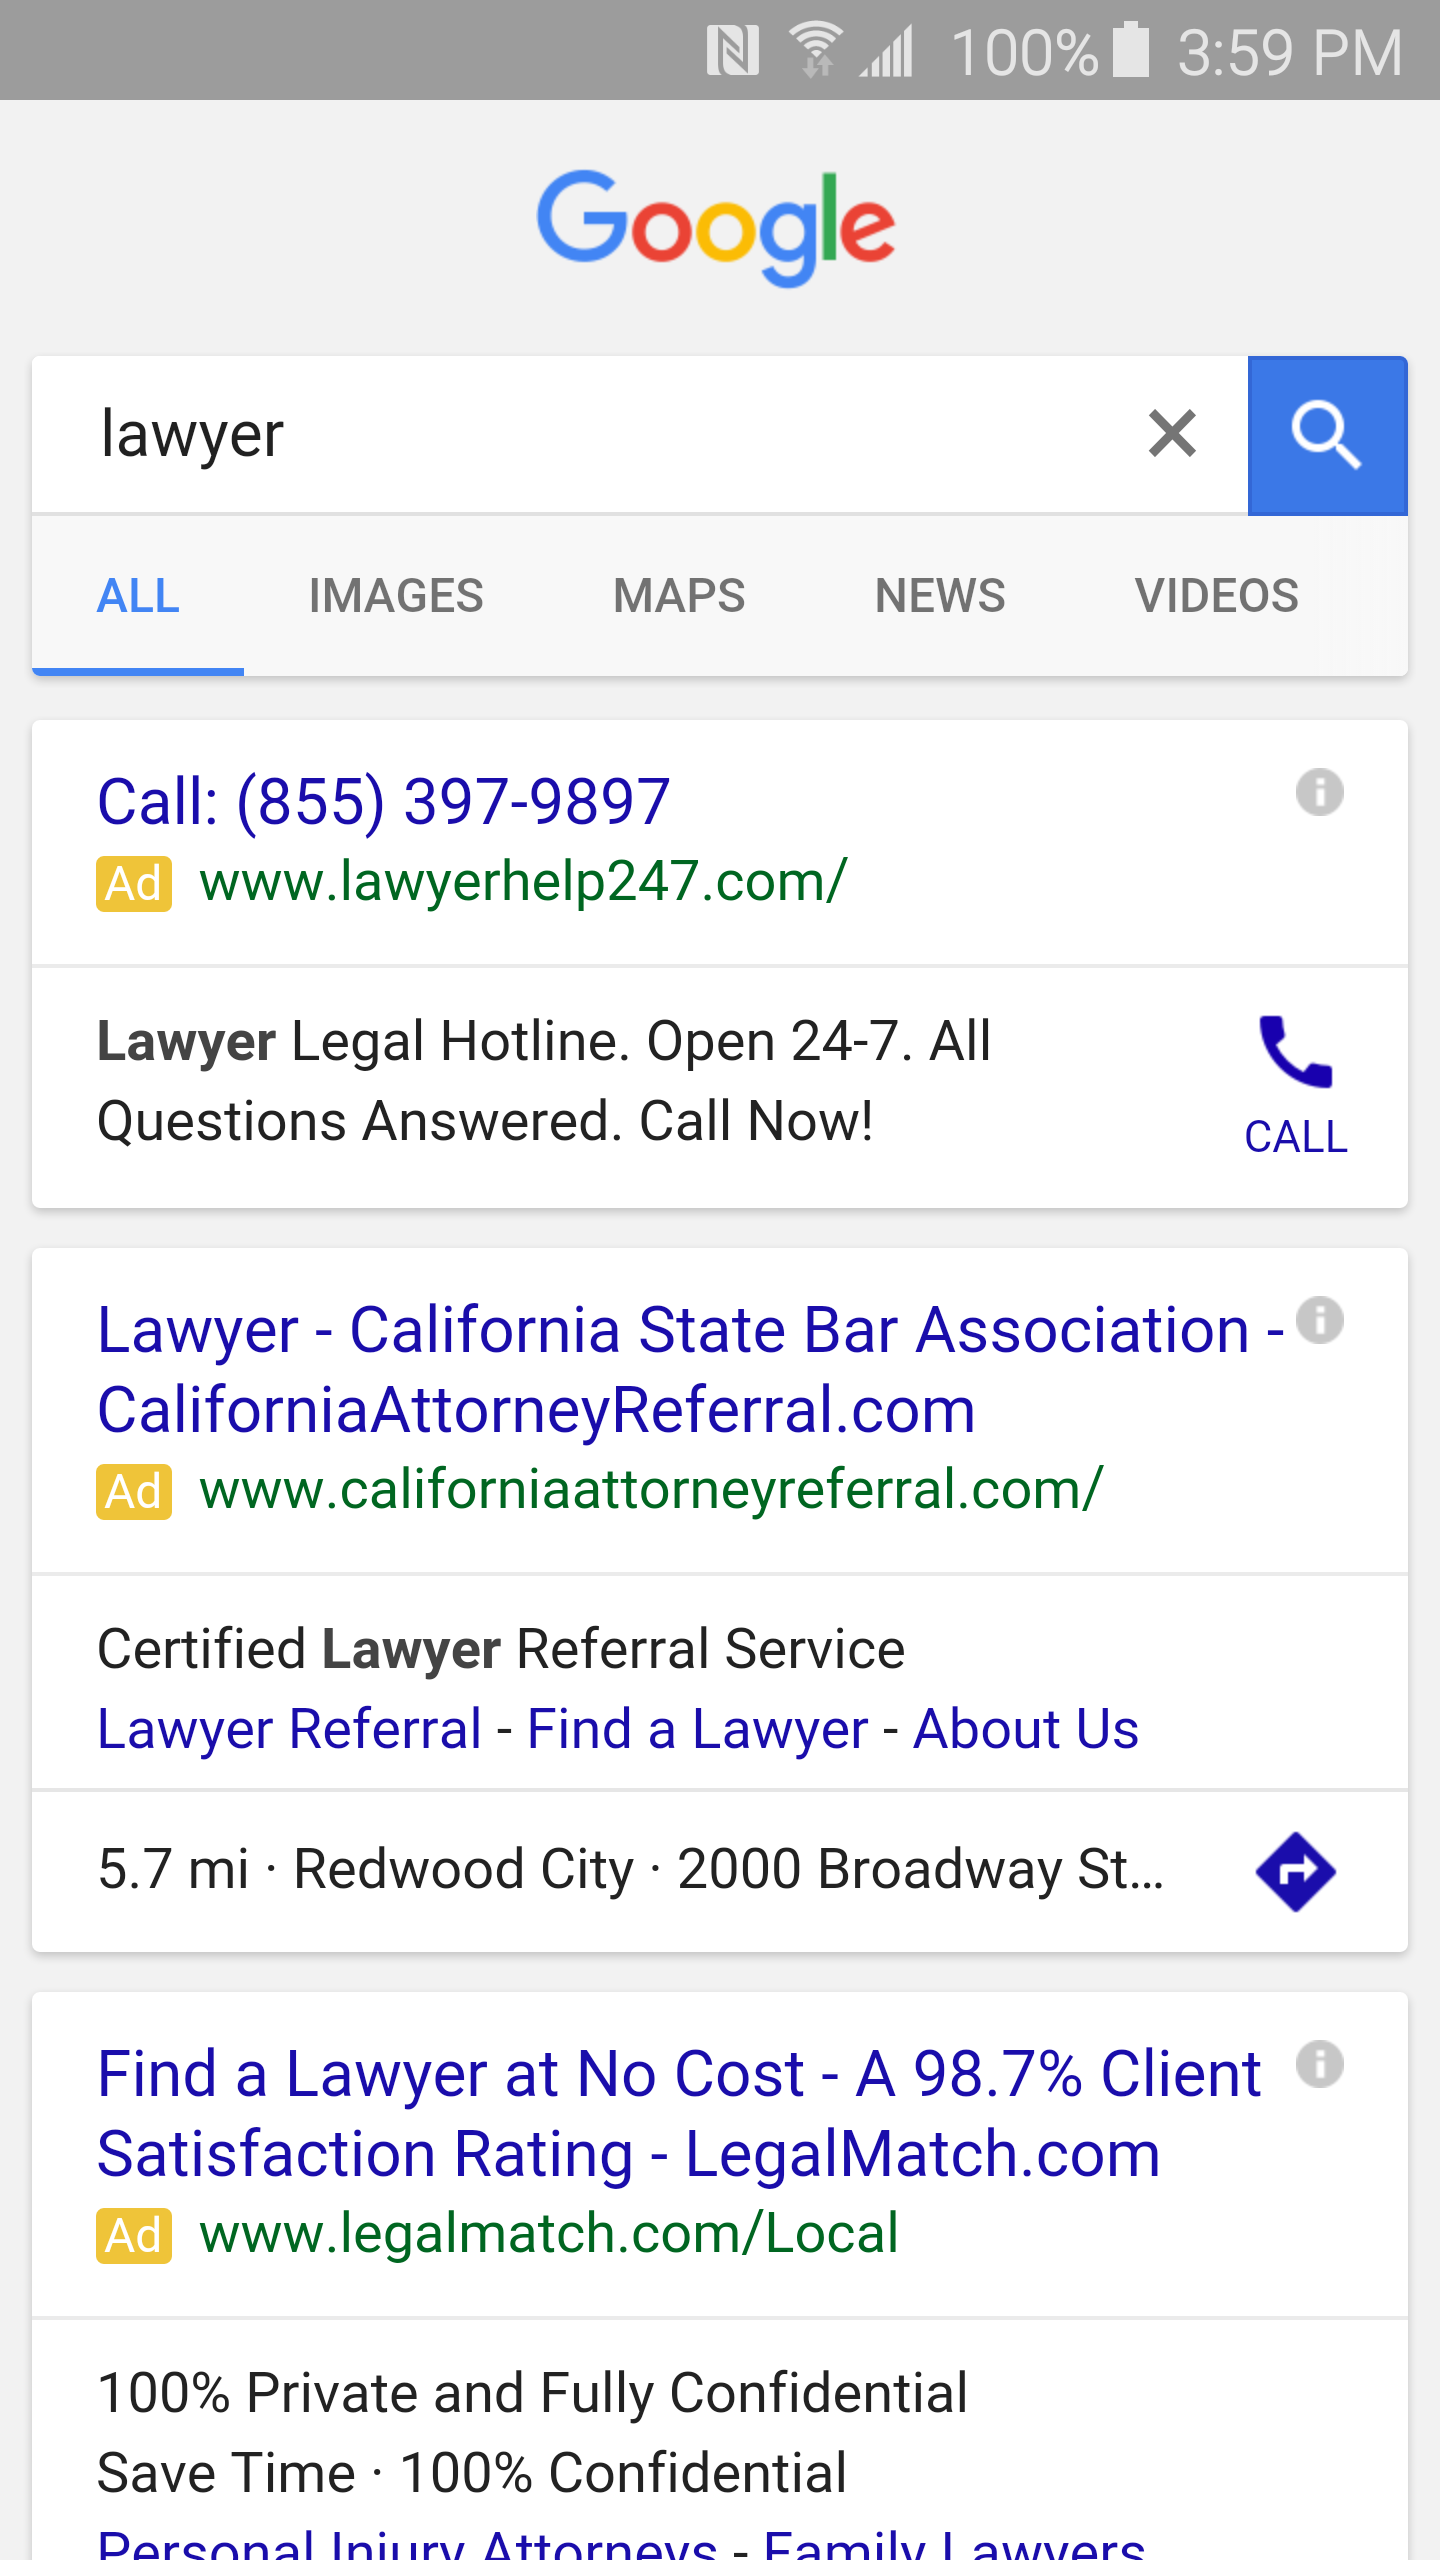 100% 3:59 PM
Google
lawyer
ALL IMAGES MAPS NEWS VIDEOS
Call: (855) 397-9897
Ad www.lawyerhelp247.com/
Lawyer Legal Hotline. Open 24-7. All
Questions Answered. Call Now!
CALL
Lawyer - California State Bar Association -
CaliforniaAttorneyReferral.com
Ad www.californiaattorneyreferral.com/
Certified Lawyer Referral Service
Lawyer Referral - Find a Lawyer - About Us
5.7 mi · Redwood City · 2000 Broadway St...
Find a Lawyer at No Cost - A 98.7% Client
Satisfaction Rating - LegalMatch.com
Ad www.legalmatch.com/Local
100% Private and Fully Confidential
Save Time · 100% Confidential
Personal Injury Attorneys - Family Lawyers